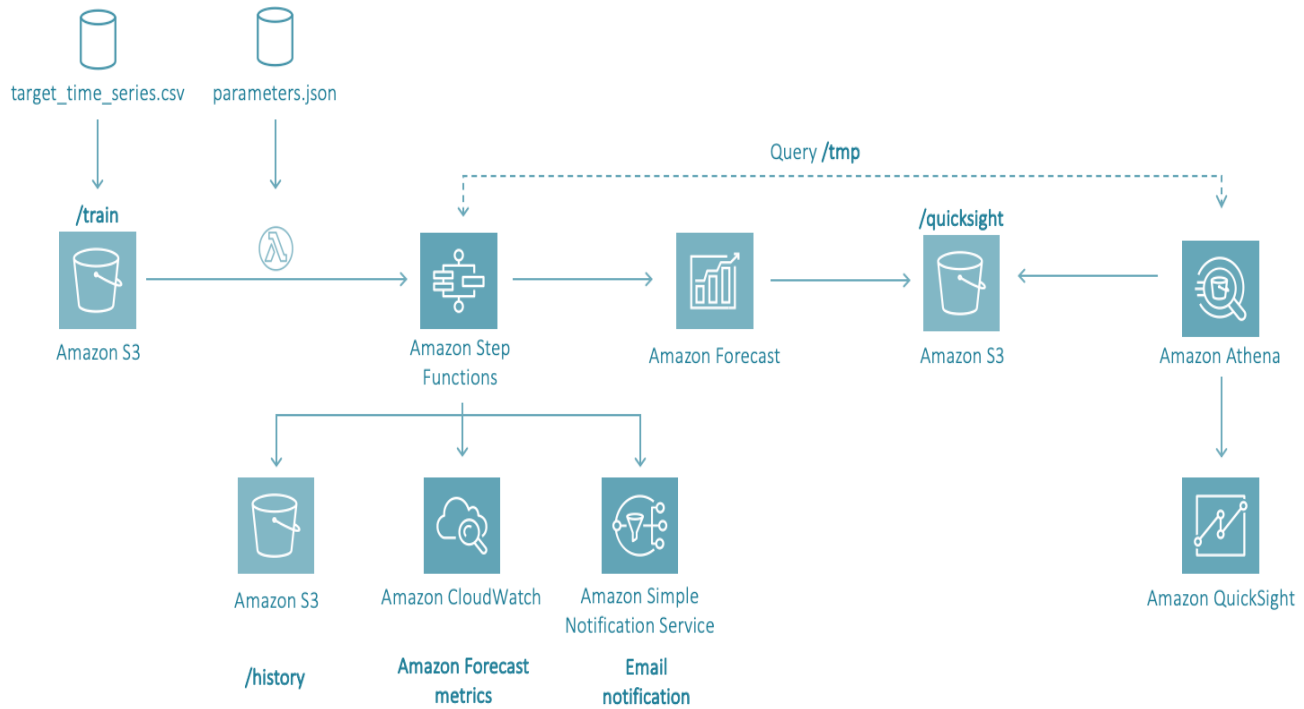 target_time_series.csv
parameters.json
Query /tmp
/train
/quicksight
Amazon S3
Amazon Step
Functions
Amazon Forecast
Amazon S3
Amazon Athena
Amazon S3
Amazon CloudWatch
Amazon Simple
Notification Service
Amazon QuickSight
/history
Amazon Forecast
metrics
Email
notification